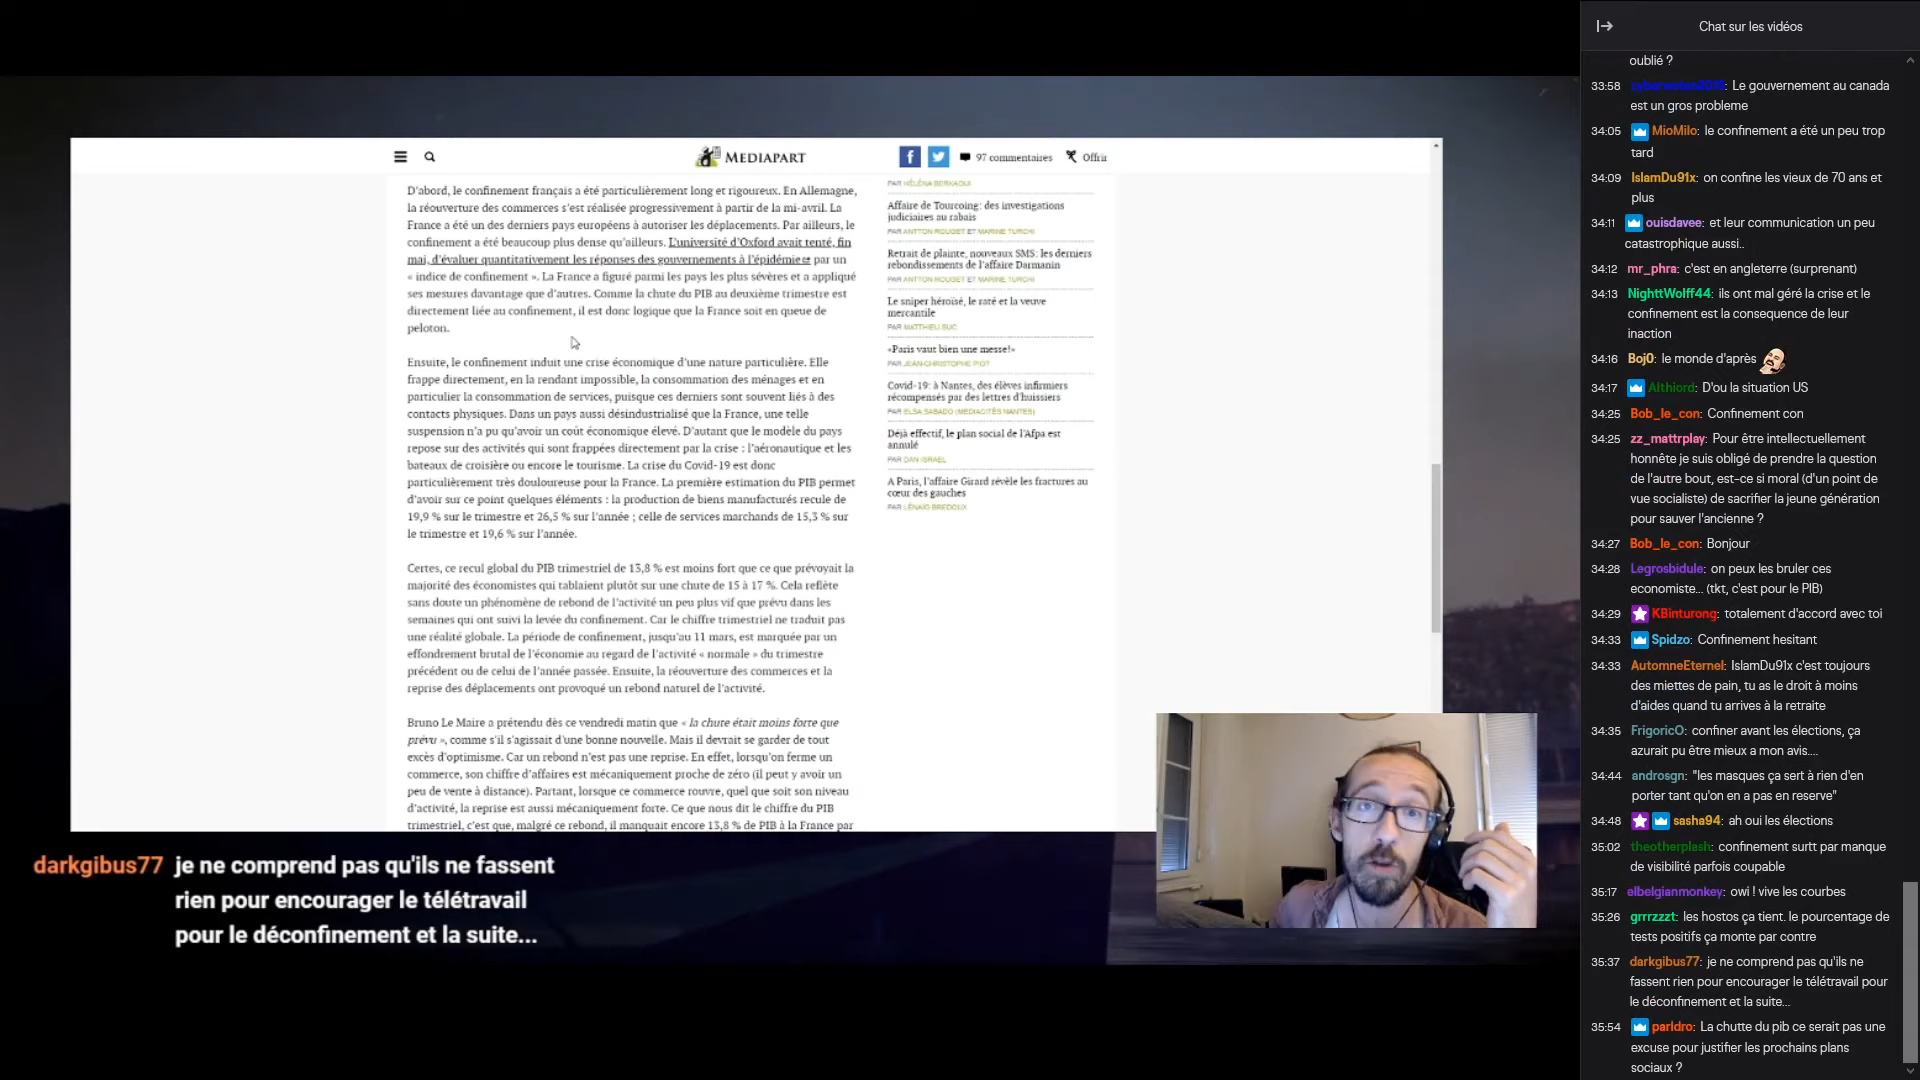 MEDIAPART
97 commentaires
Offrir
D'abord, le confinement français a été particulièrement long et rigoureux. En Allemagne,
la réouverture des commerces s'est réalisée progressivement à partir de la mi-avril. La
France a été un des derniers pays européens à autoriser les déplacements. Par ailleurs, le
confinement a été beaucoup plus dense qu'ailleurs. L'université d'Oxford avait tenté, fin
mai, d'évaluer quantitativement les réponses des gouvernements à l'épidémie par un
« indice de confinement ». La France a figuré parmi les pays les plus sévères et a appliqué
ses mesures davantage que d'autres. Comme la chute du PIB au deuxième trimestre est
directement liée au confinement, il est donc logique que la France soit en queue de
peloton.
Ensuite, le confinement induit une crise économique d'une nature particulière. Elle
frappe directement, en la rendant impossible, la consommation des ménages et en
particulier la consommation de services, puisque ces derniers sont souvent liés à des
contacts physiques. Dans un pays aussi désindustrialisé que la France, une telle
suspension n'a pu qu'avoir un coût économique élevé. D'autant que le modèle du pays
repose sur des activités qui sont frappées directement par la crise : l'aéronautique et les
bateaux de croisière ou encore le tourisme. La crise du Covid-19 est donc
particulièrement très douloureuse pour la France. La première estimation du PIB permet
d'avoir sur ce point quelques éléments : la production de biens manufacturés recule de
19,9 % sur le trimestre et 26,5 % sur l'année ; celle de services marchands de 15,3 % sur
le trimestre et 19,6 % sur l'année.
Certes, ce recul global du PIB trimestriel de 13,8 % est moins fort que ce que prévoyait la
majorité des économistes qui tablaient plutôt sur une chute de 15 à 17 %. Cela reflète
sans doute un phénomène de rebond de l'activité un peu plus vif que prévu dans les
semaines qui ont suivi la levée du confinement. Car le chiffre trimestriel ne traduit pas
une réalité globale. La période de confinement, jusqu'au 11 mars, est marquée par un
effondrement brutal de l'économie au regard de l'activité « normale » du trimestre
précédent ou de celui de l'année passée. Ensuite, la réouverture des commerces et la
reprise des déplacements ont provoqué un rebond naturel de l'activité.
Bruno Le Maire a prétendu dès ce vendredi matin que « la chute était moins forte que
prévu », comme s'il s'agissait d'une bonne nouvelle. Mais il devrait se garder de tout
excès d'optimisme. Car un rebond n'est pas une reprise. En effet, lorsqu'on ferme un
commerce, son chiffre d'affaires est mécaniquement proche de zéro (il peut y avoir un
peu de vente à distance). Partant, lorsque ce commerce rouvre, quel que soit son niveau
d'activité, la reprise est aussi mécaniquement forte. Ce que nous dit le chiffre du PIB
trimestriel, c'est que, malgré ce rebond, il manquait encore 13,8 % de PIB à la France par
PAR HÉLÉNA BERKAOUI
Affaire de Tourcoing: des investigations
judiciaires au rabais
PAR ANTTON ROUGET ET MARINE TURCHI
Retrait de plainte, nouveaux SMS: les derniers
rebondissements de l'affaire Darmanin
PAR ANTTON ROUGET ET MARINE TURCHI
Le sniper héroïsé, le raté et la veuve
mercantile
PAR MATTHIEU SUC
«Paris vaut bien une messe!»
PAR JEAN-CHRISTOPHE PIOT
Covid-19: à Nantes, des élèves infirmiers
récompensés par des lettres d'huissiers
PAR ELSA SABADO (MEDIACITÉS NANTES)
Déjà effectif, le plan social de l'Afpa est
annulé
PAR DAN ISRAEL
A Paris, l'affaire Girard révèle les fractures au
cœur des gauches
PAR LÉNAÏG BREDOUX
darkgibus77 je ne comprend pas qu'ils ne fassent
rien pour encourager le télétravail
pour le déconfinement et la suite...
Chat sur les vidéos
oublié ?
33:58 : Le gouvernement au canada
est un gros probleme
34:05 MioMilo: le confinement a été un peu trop
tard
34:09 IslamDu91x: on confine les vieux de 70 ans et
plus
34:11 ouisdavee: et leur communication un peu
catastrophique aussi..
34:12 mr_phra: c'est en angleterre (surprenant)
34:13 NighttWolff44: ils ont mal géré la crise et le
confinement est la consequence de leur
inaction
34:16 Boj0: le monde d'après
34:17 Althiord: D'ou la situation US
34:25 Bob_le_con: Confinement con
34:25 zz_mattrplay: Pour être intellectuellement
honnête je suis obligé de prendre la question
de l'autre bout, est-ce si moral (d'un point de
vue socialiste) de sacrifier la jeune génération
pour sauver l'ancienne ?
34:27 Bob_le_con: Bonjour
34:28 Legrosbidule: on peux les bruler ces
economiste... (tkt, c'est pour le PIB)
34:29 KBinturong: totalement d'accord avec toi
34:33 Spidzo: Confinement hesitant
34:33 AutomneEternel: IslamDu91x c'est toujours
des miettes de pain, tu as le droit à moins
d'aides quand tu arrives à la retraite
34:35 FrigoricO: confiner avant les élections, ça
azurait pu être mieux a mon avis....
34:44 androsgn: "les masques ça sert à rien d'en
porter tant qu'on en a pas en reserve"
34:48 sasha94: ah oui les élections
35:02 theotherplash: confinement surtt par manque
de visibilité parfois coupable
35:17 elbelgianmonkey: owi ! vive les courbes
35:26 grrrzzzt: les hostos ça tient. le pourcentage de
tests positifs ça monte par contre
35:37 darkgibus77: je ne comprend pas qu'ils ne
fassent rien pour encourager le télétravail pour
le déconfinement et la suite...
35:54 parldro: La chutte du pib ce serait pas une
excuse pour justifier les prochains plans
sociaux ?